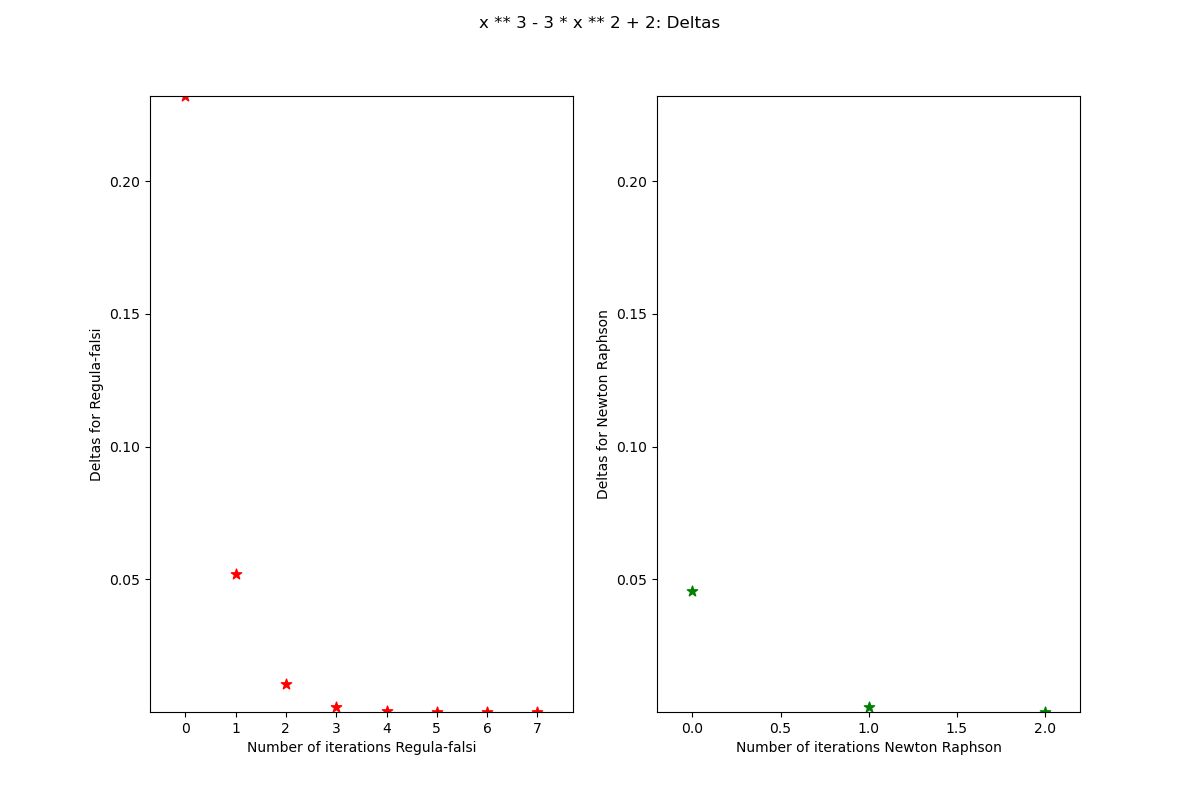 x ** 3 - 3 * x ** 2 + 2: Deltas
Deltas for Regula-falsi
0.20
0.15
0.10
0.05
0 1 2 3 4 5 6 7
Number of iterations Regula-falsi
Deltas for Newton Raphson
0.20
0.15
0.10
0.05
0.0 0.5 1.0 1.5 2.0
Number of iterations Newton Raphson